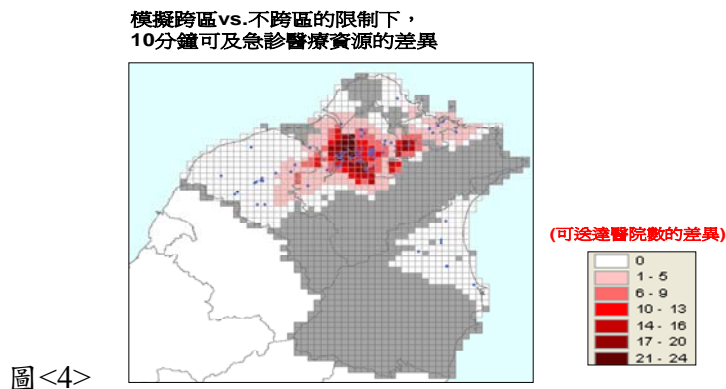 模擬跨區vs.不跨區的限制下，
10分鐘可及急診醫療資源的差異
(可送達醫院數的差異)
0
1 - 5
6 - 9
10 - 13
14 - 16
17 - 20
21 - 24
圖<4>